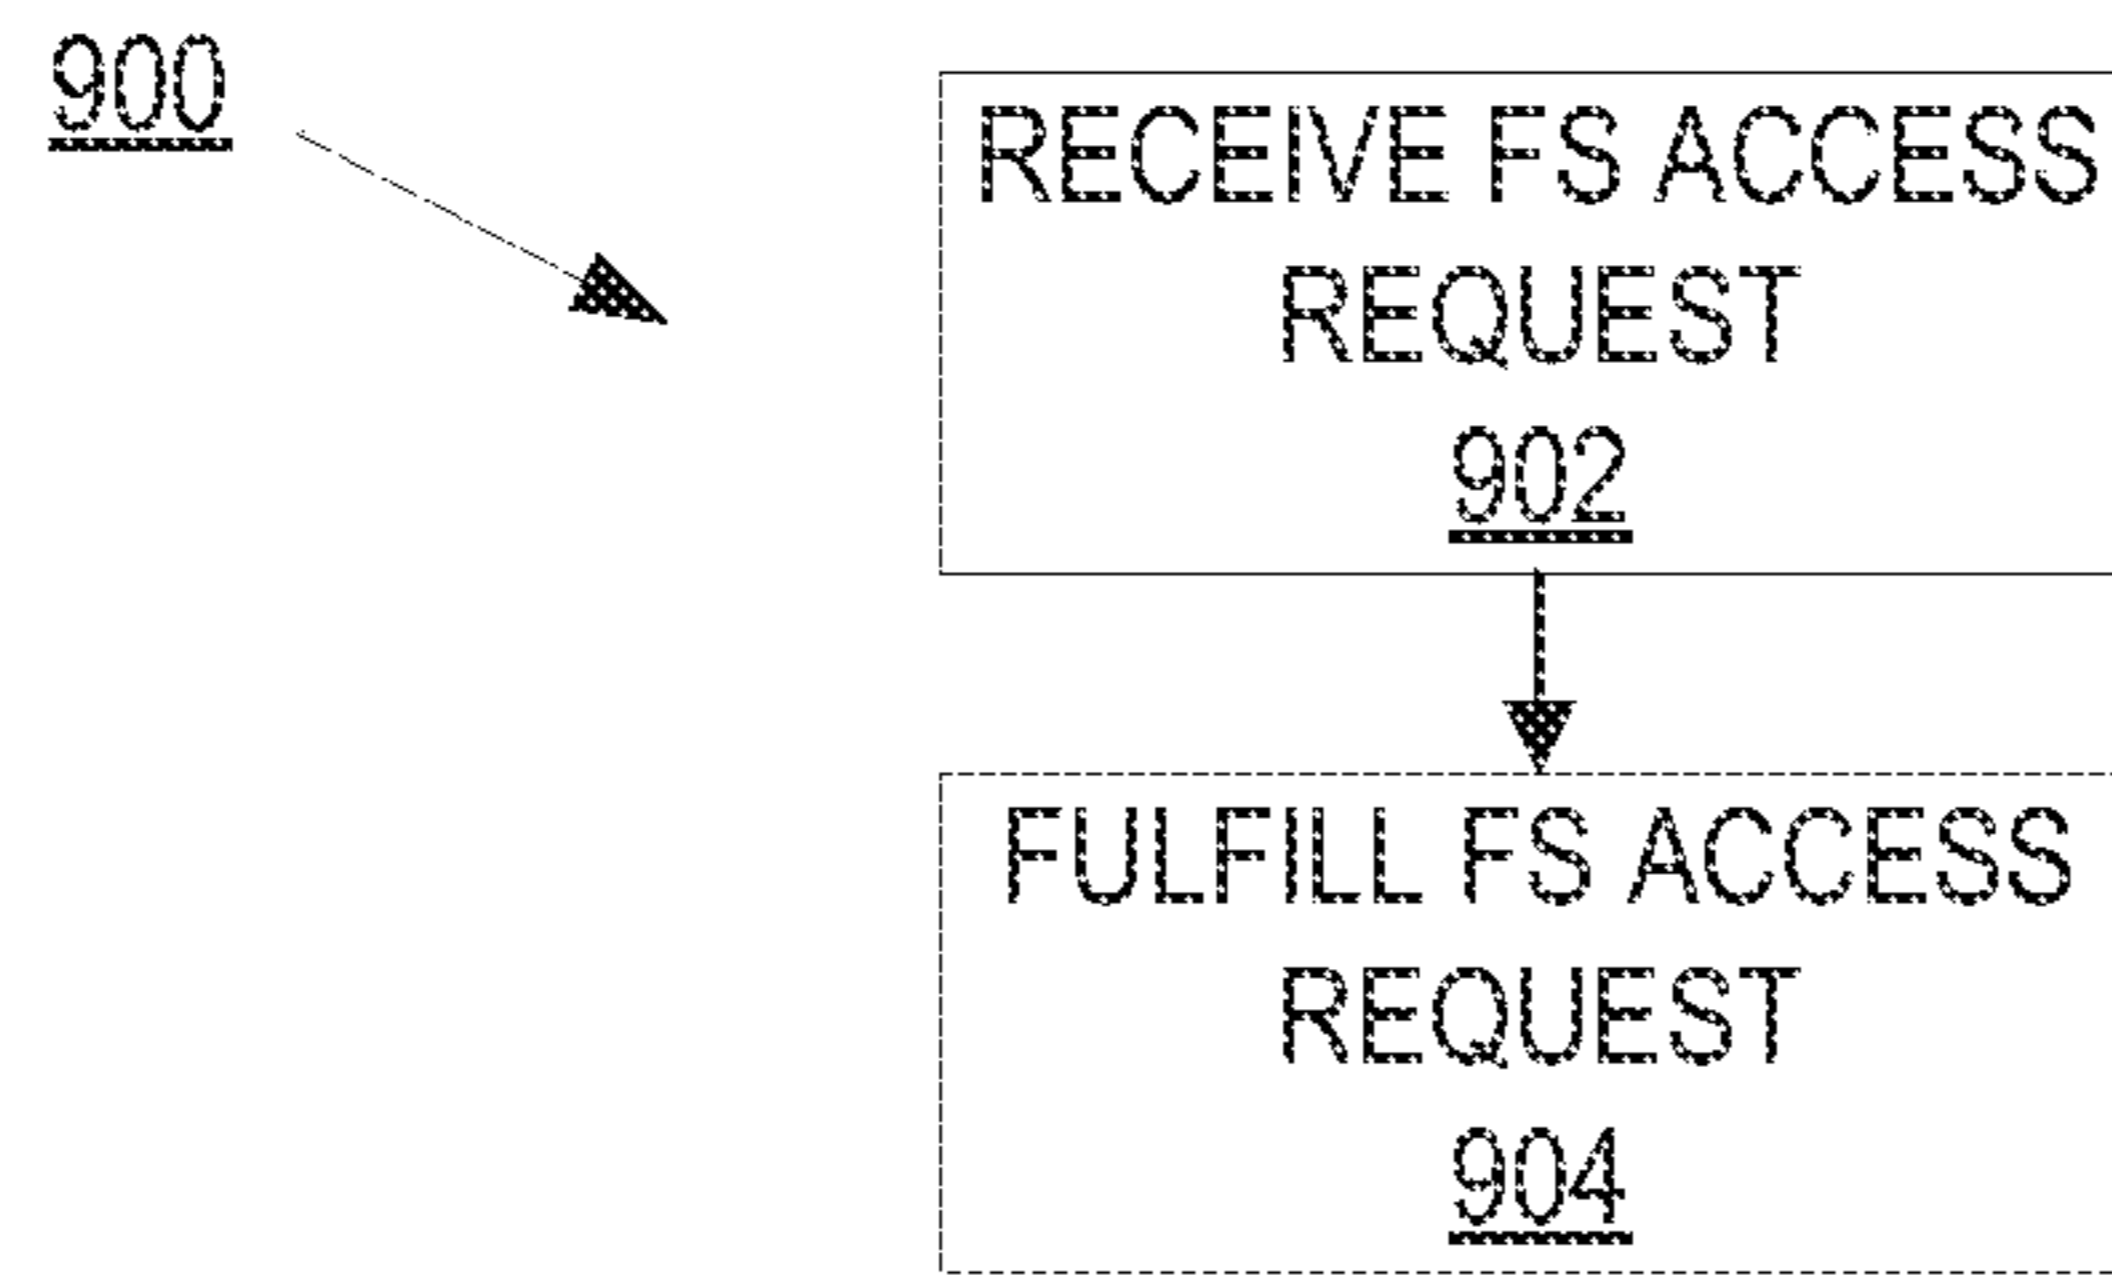 900
RECEIVE FS ACCESS
REQUEST
902
FULFILL FS ACCESS
REQUEST
904